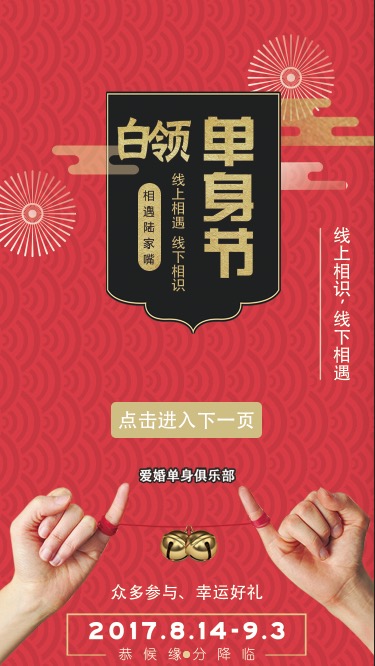 白领
单身节
线上相遇 线下相识
相遇陆家嘴
线上相识，线下相遇
点击进入下一页
爱婚单身俱乐部
众多参与、幸运好礼
2017.8.14-9.3
恭候缘分降临